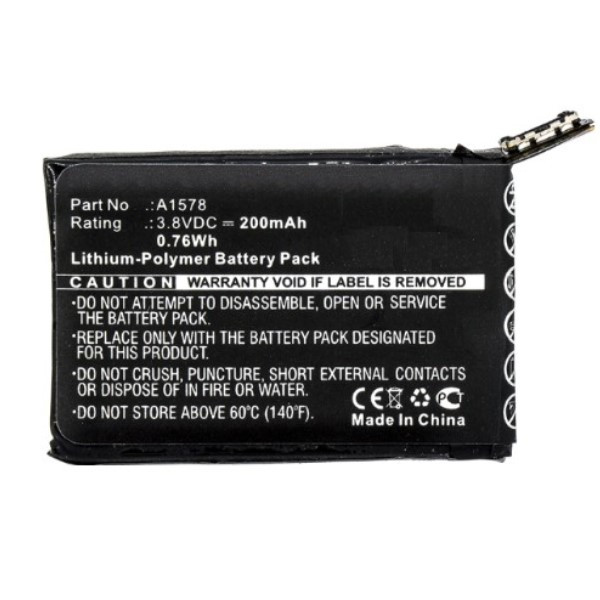 Part No .: A1578
Rating .: 3.8VDC ⎓ 200mAh
0.76Wh
Lithium-Polymer Battery Pack
CAUTION WARRANTY VOID IF LABEL IS REMOVED
·DO NOT ATTEMPT TO DISASSEMBLE, OPEN OR SERVICE
THE BATTERY PACK.
·REPLACE ONLY WITH THE BATTERY PACK DESIGNATED
FOR THIS PRODUCT.
·DO NOT CRUSH, PUNCTURE, SHORT EXTERNAL CONTACTS
OR DISPOSE OF IN FIRE OR WATER.
·DO NOT STORE ABOVE 60°C (140°F).
CE PC
Made In China